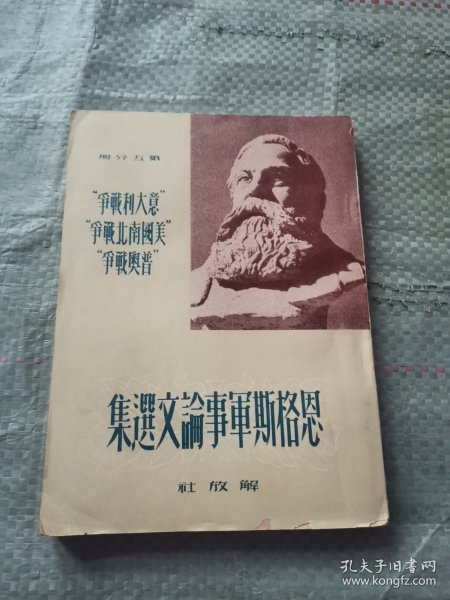 第五分冊
“意大利戰爭”
“美國南北戰爭”
“普奧戰爭”
恩格斯軍事論文選集
解放社
孔夫子旧书网
www.kongfz.com